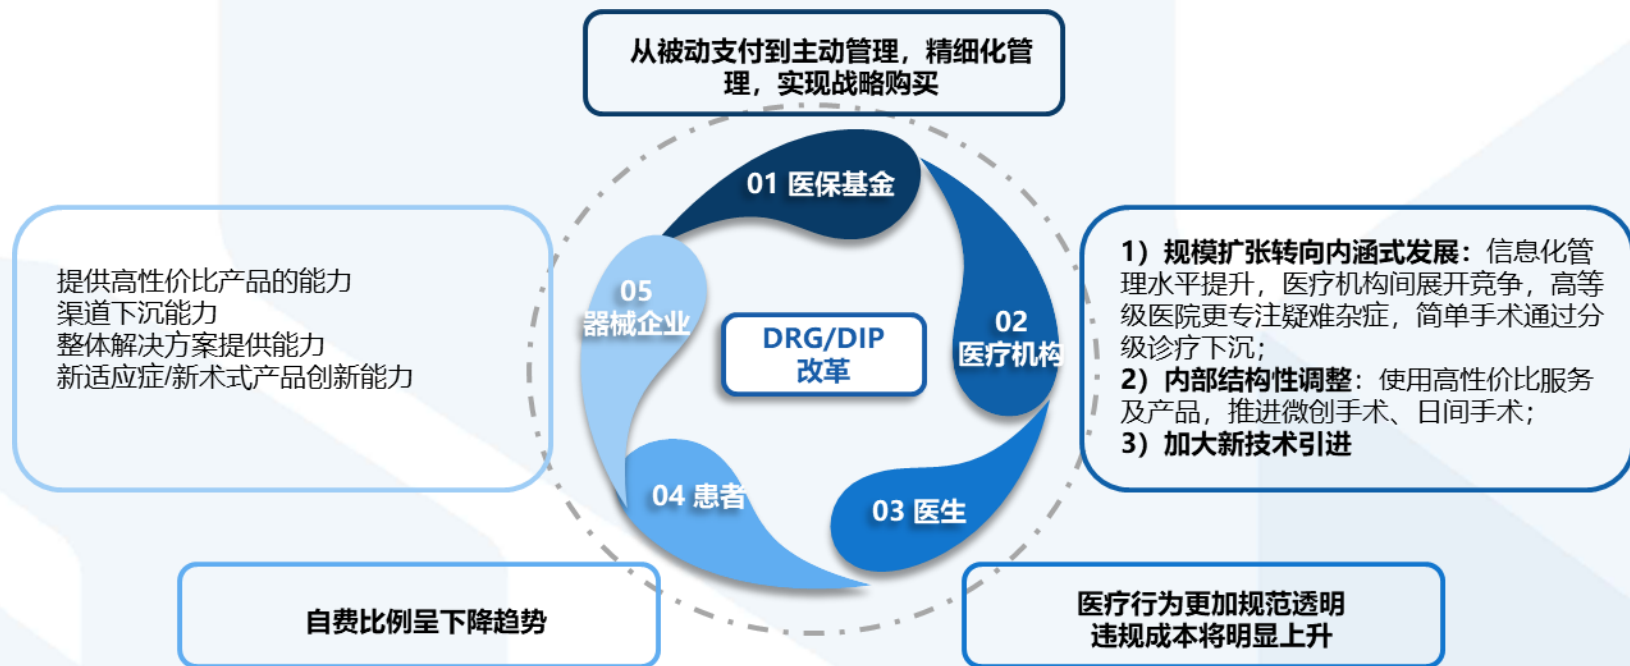 从被动支付到主动管理，精细化管
理，实现战略购买
01 医保基金
提供高性价比产品的能力
渠道下沉能力
整体解决方案提供能力
新适应症/新术式产品创新能力
05
器械企业
DRG/DIP
改革
02
医疗机构
1）规模扩张转向内涵式发展：信息化管
理水平提升，医疗机构间展开竞争，高等
级医院更专注疑难杂症，简单手术通过分
级诊疗下沉；
2）内部结构性调整：使用高性价比服务
及产品，推进微创手术、日间手术；
3）加大新技术引进
04 患者
03 医生
自费比例呈下降趋势
医疗行为更加规范透明
违规成本将明显上升